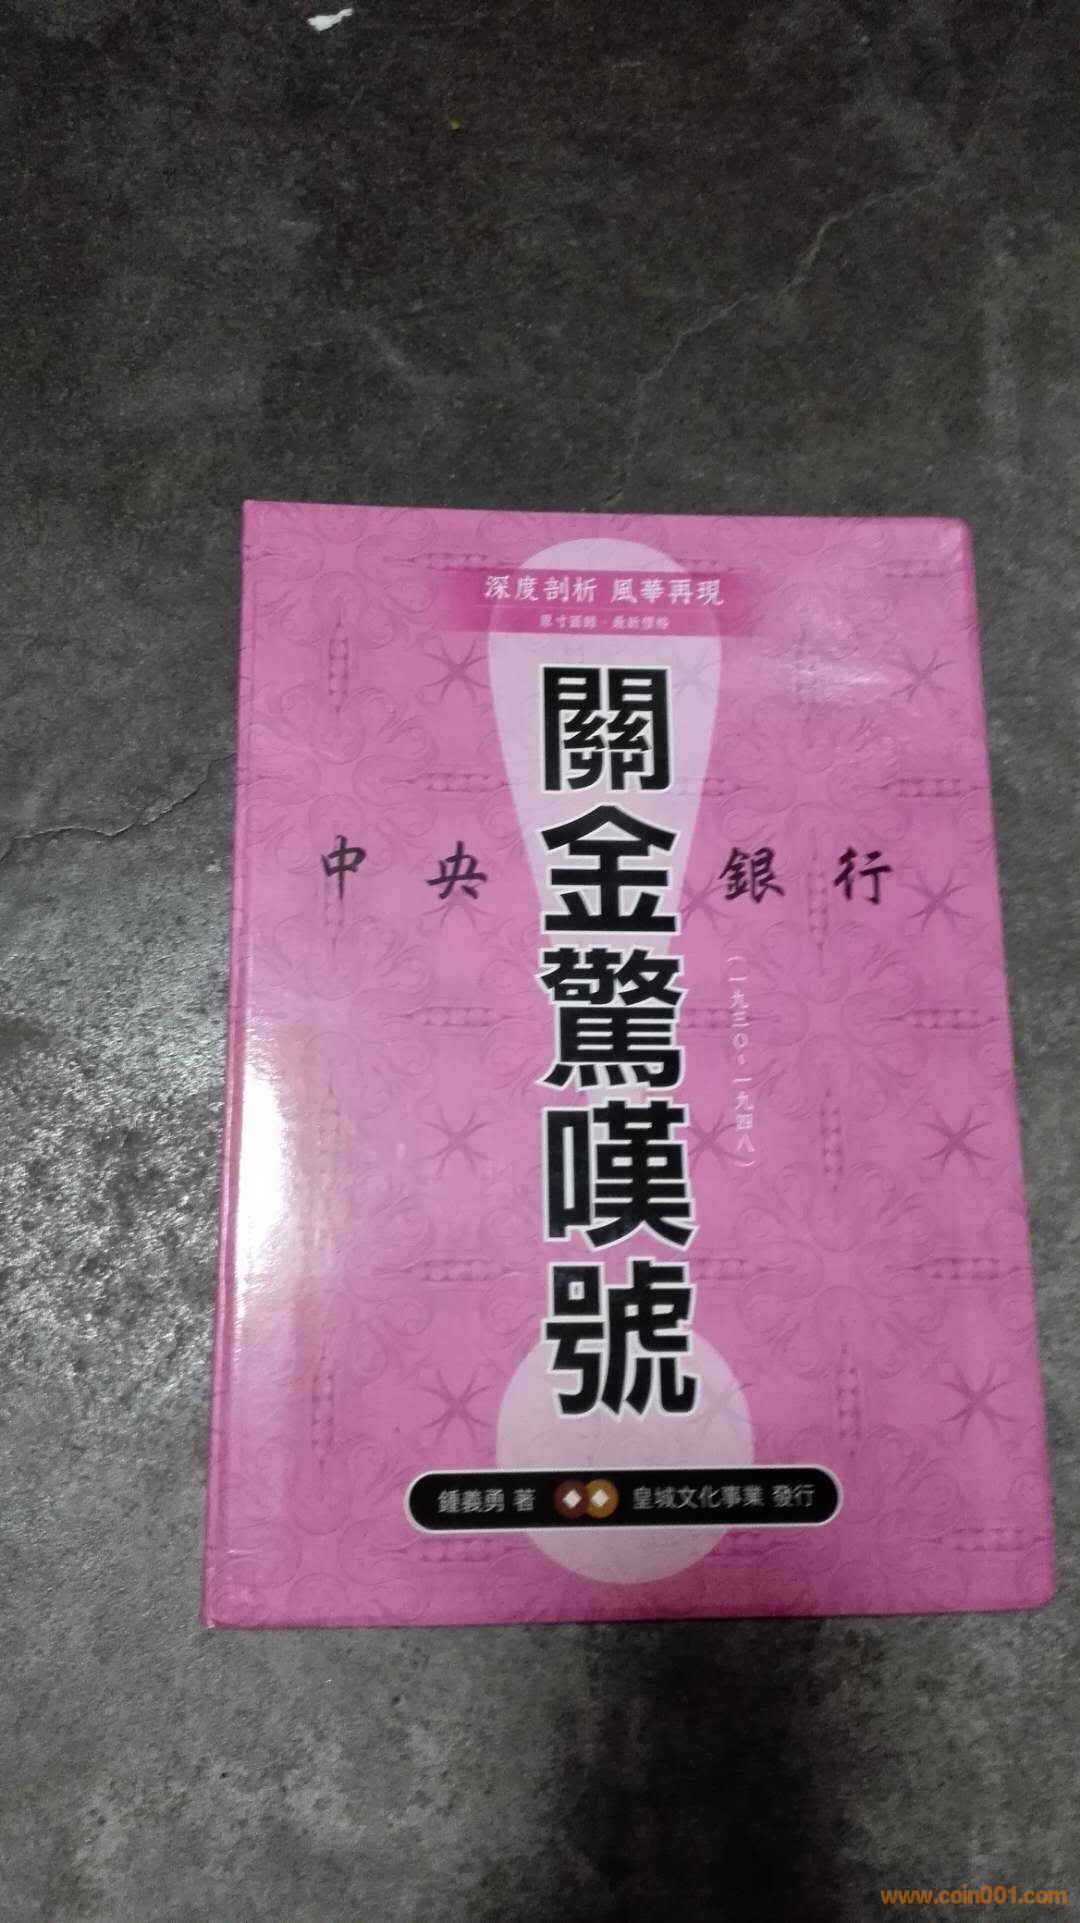 深度剖析 風華再現
原寸圖錄・最新價格
關金驚嘆號
中央 銀行
(一九三〇~一九四八)
鍾義勇 著 皇城文化事業 發行
www.coin001.com